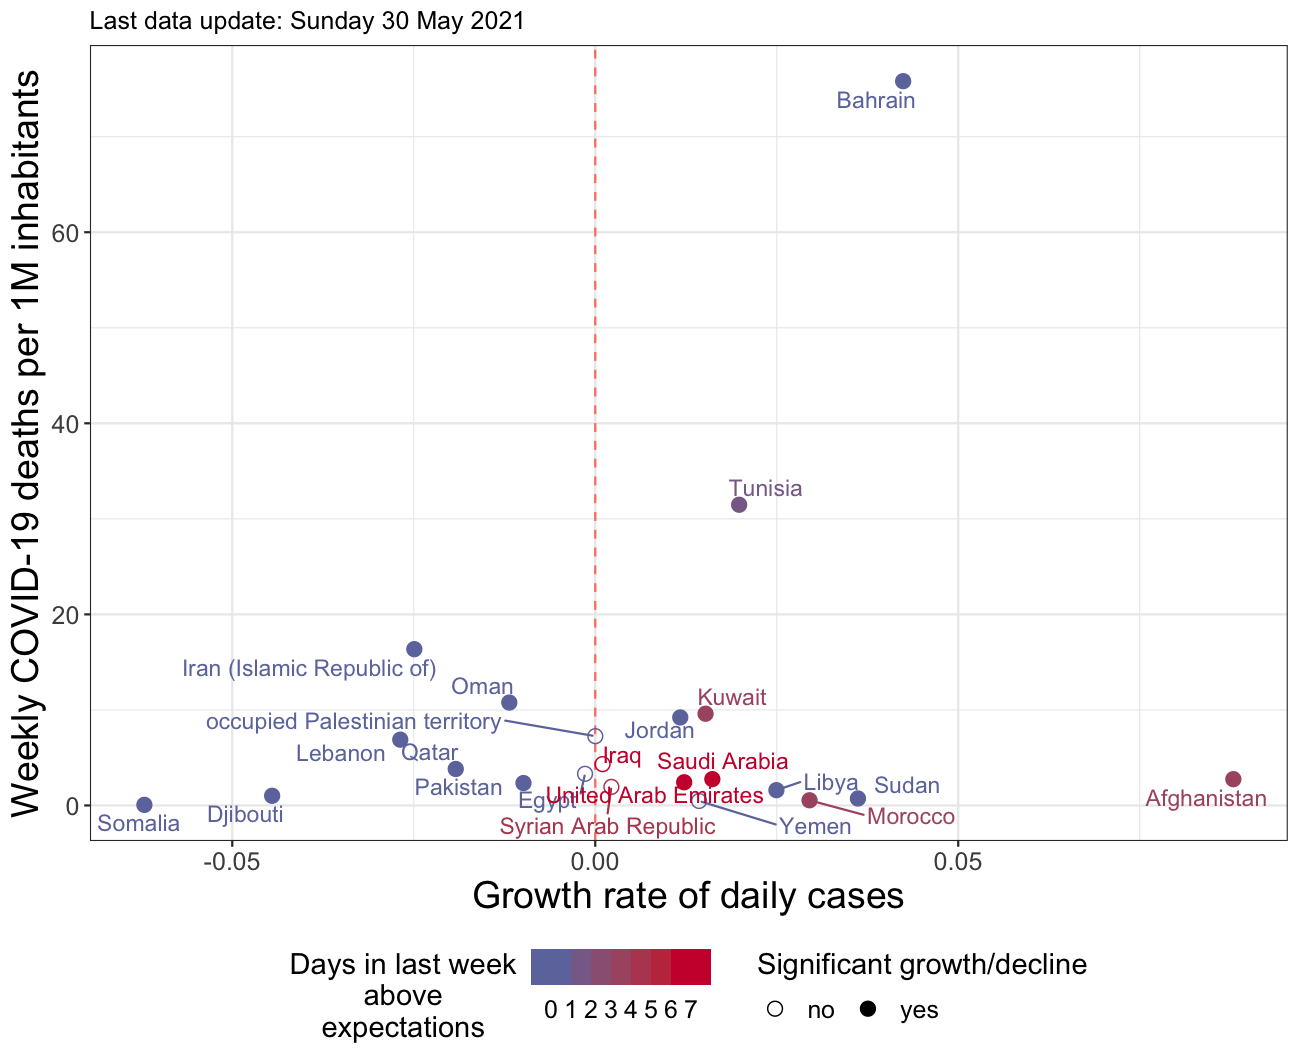 Last data update: Sunday 30 May 2021
Weekly COVID-19 deaths per 1M inhabitants
60
40
20
0
Bahrain
Tunisia
Iran (Islamic Republic of)
Oman
Kuwait
occupied Palestinian territory
Jordan
Lebanon
Qatar
Iraq
Saudi Arabia
Pakistan
Egypt
United Arab Emirates
Libya
Sudan
Afghanistan
Somalia
Djibouti
Syrian Arab Republic
Yemen
Morocco
-0.05
0.00
0.05
Growth rate of daily cases
Days in last week
above
expectations
0 1 2 3 4 5 6 7
Significant growth/decline
no
yes